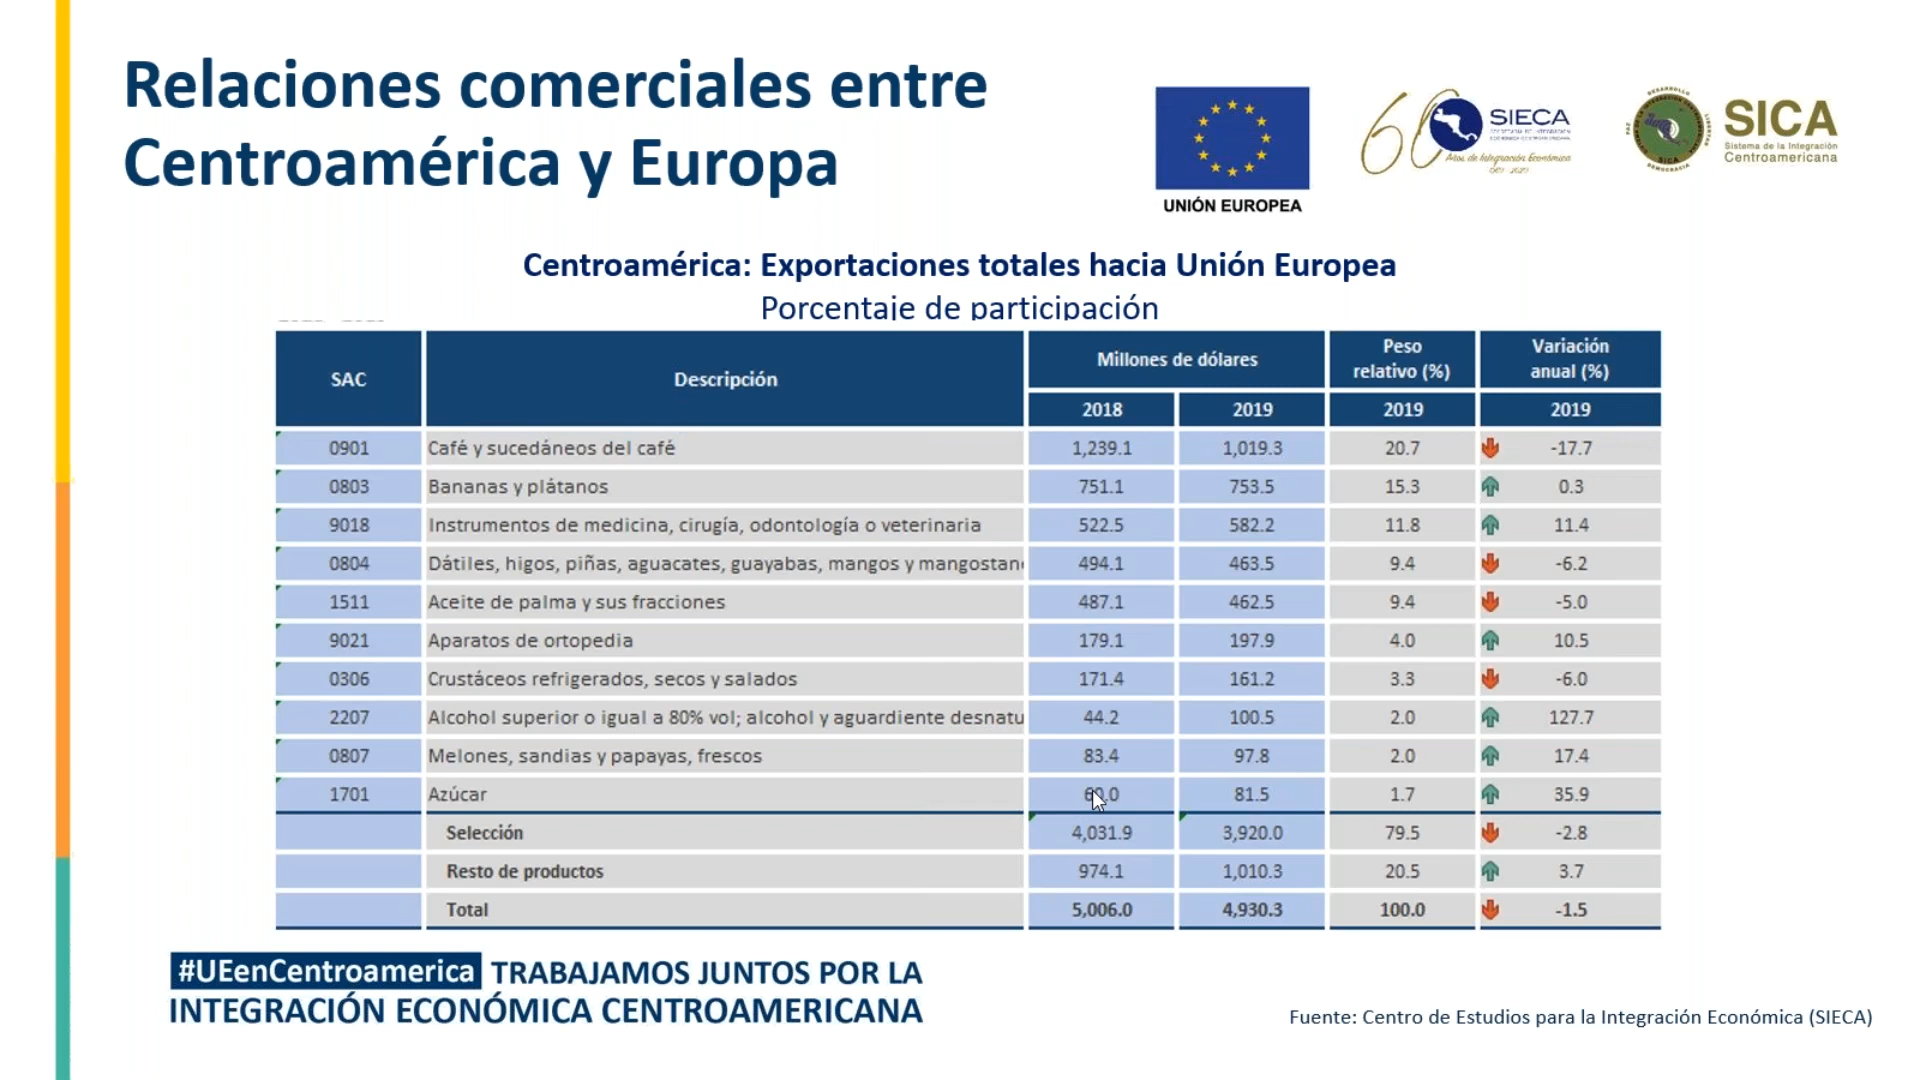 Relaciones comerciales entre
Centroamérica y Europa
UNIÓN EUROPEA
60
SIECA
Años de Integración Económica
SICA
Sistema de la Integración
Centroamericana
Centroamérica: Exportaciones totales hacia Unión Europea
Porcentaje de participación
SAC Descripción Millones de dólares Peso relativo (%) Variación anual (%)
2018 2019 2019 2019
0901 Café y sucedáneos del café 1,239.1 1,019.3 20.7 -17.7
0803 Bananas y plátanos 751.1 753.5 15.3 0.3
9018 Instrumentos de medicina, cirugía, odontología o veterinaria 522.5 582.2 11.8 11.4
0804 Dátiles, higos, piñas, aguacates, guayabas, mangos y mangostan 494.1 463.5 9.4 -6.2
1511 Aceite de palma y sus fracciones 487.1 462.5 9.4 -5.0
9021 Aparatos de ortopedia 179.1 197.9 4.0 10.5
0306 Crustáceos refrigerados, secos y salados 171.4 161.2 3.3 -6.0
2207 Alcohol superior o igual a 80% vol; alcohol y aguardiente desnatu 44.2 100.5 2.0 127.7
0807 Melones, sandias y papayas, frescos 83.4 97.8 2.0 17.4
1701 Azúcar 81.5 1.7 35.9
Selección 4,031.9 3,920.0 79.5 -2.8
Resto de productos 974.1 1,010.3 20.5 3.7
Total 5,006.0 4,930.3 100.0 -1.5
#UEenCentroamerica TRABAJAMOS JUNTOS POR LA
INTEGRACIÓN ECONÓMICA CENTROAMERICANA
Fuente: Centro de Estudios para la Integración Económica (SIECA)